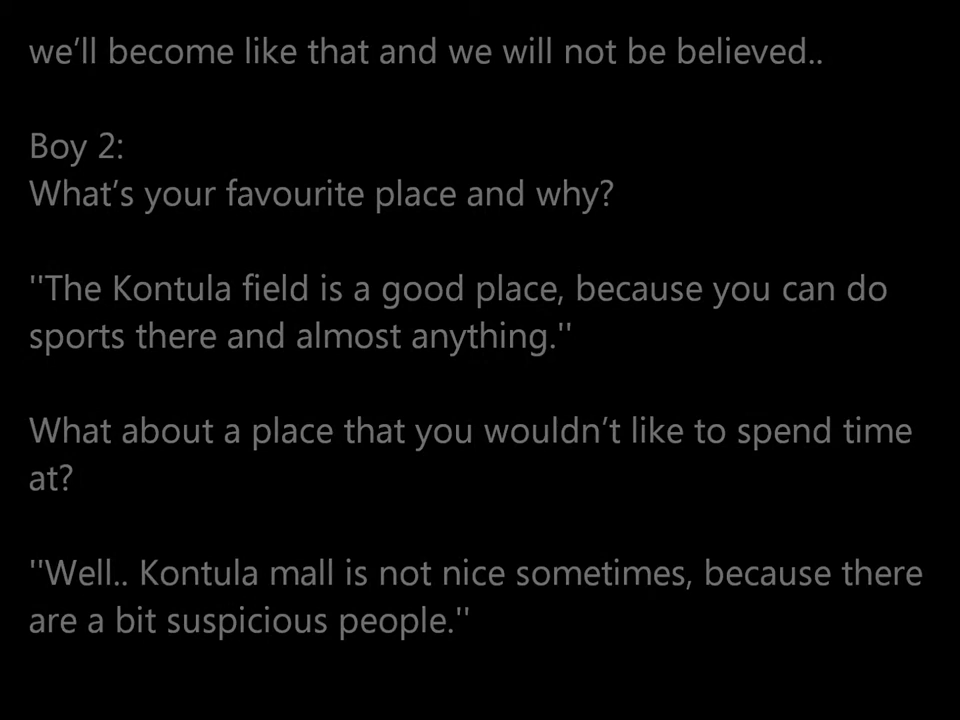 we’ll become like that and we will not be believed..
Boy 2:
What’s your favourite place and why?
''The Kontula field is a good place, because you can do
sports there and almost anything.''
What about a place that you wouldn’t like to spend time
at?
''Well.. Kontula mall is not nice sometimes, because there
are a bit suspicious people.''